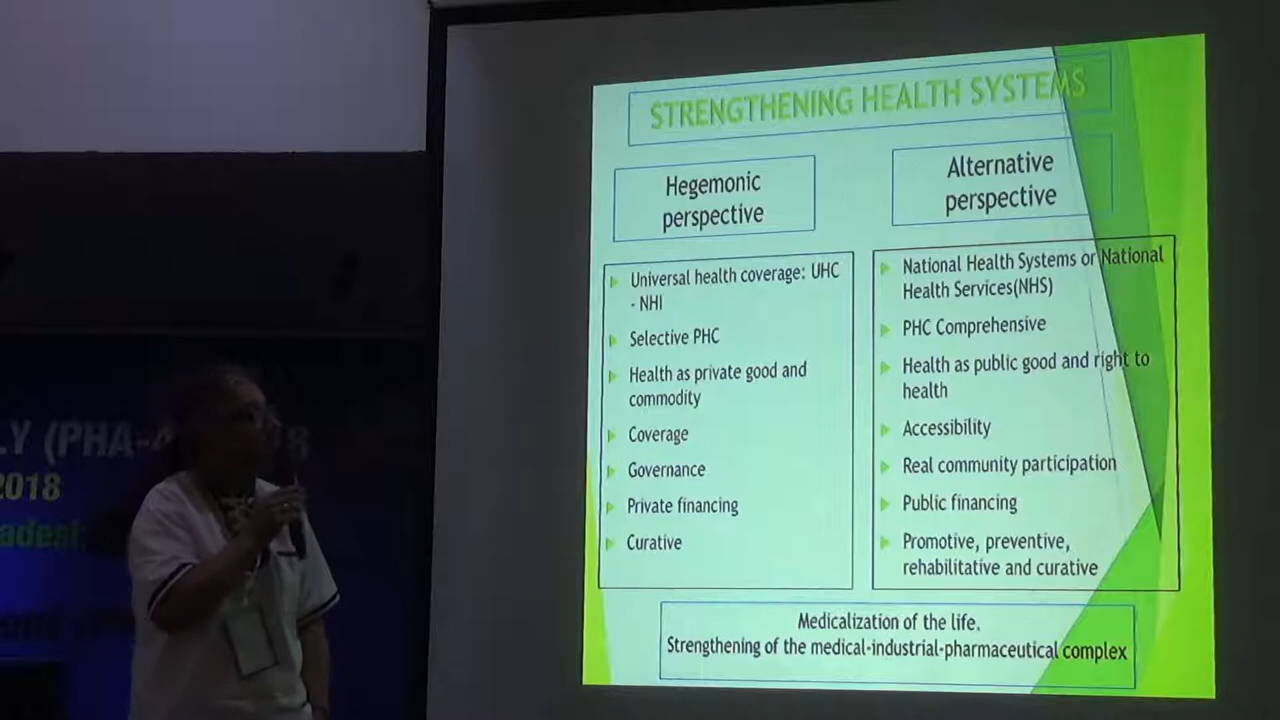 STRENGTHENING HEALTH SYSTEMS
Hegemonic
perspective
Universal health coverage: UHC
- NHI
Selective PHC
Health as private good and
commodity
Coverage
Governance
Private financing
Curative
Alternative
perspective
National Health Systems or National
Health Services(NHS)
PHC Comprehensive
Health as public good and right to
health
Accessibility
Real community participation
Public financing
Promotive, preventive,
rehabilitative and curative
Medicalization of the life.
Strengthening of the medical-industrial-pharmaceutical complex
LY (PHA-
2018